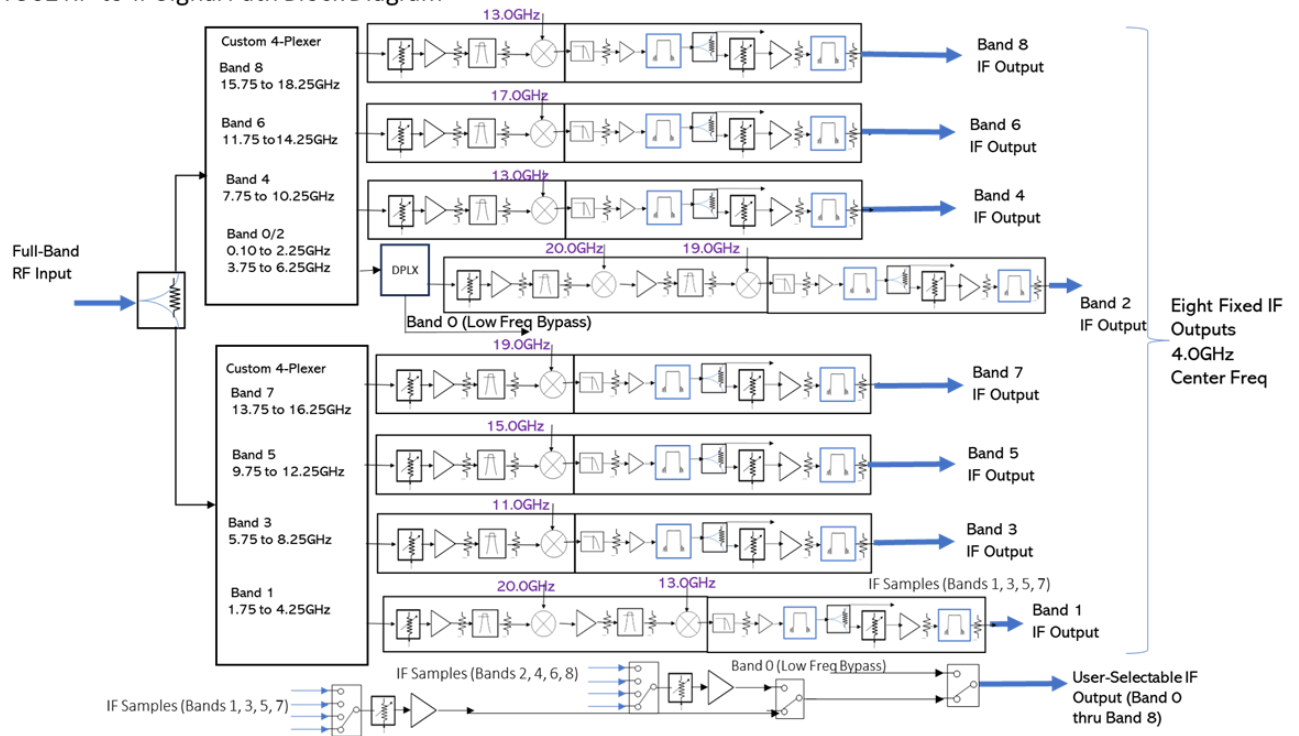 13.0GHz
Custom 4-Plexer
Band 8
15.75 to 18.25GHz
Band 8
IF Output
17.0GHz
Band 6
11.75 to14.25GHz
Band 6
IF Output
13.0GHz
Band 4
7.75 to 10.25GHz
Band 4
IF Output
Band 0/2
0.10 to 2.25GHz
3.75 to 6.25GHz
Full-Band
RF Input
DPLX
20.0GHz
19.0GHz
Band 2
IF Output
Band 0 (Low Freq Bypass)
Eight Fixed IF
Outputs
4.0GHz
Center Freq
19.0GHz
Custom 4-Plexer
Band 7
13.75 to 16.25GHz
Band 7
IF Output
15.0GHz
Band 5
9.75 to 12.25GHz
Band 5
IF Output
11.0GHz
Band 3
5.75 to 8.25GHz
Band 3
IF Output
20.0GHz
13.0GHz
IF Samples (Bands 1, 3, 5, 7)
Band 1
1.75 to 4.25GHz
Band 1
IF Output
IF Samples (Bands 2, 4, 6, 8)
Band 0 (Low Freq Bypass)
IF Samples (Bands 1, 3, 5, 7)
User-Selectable IF
Output (Band 0
thru Band 8)